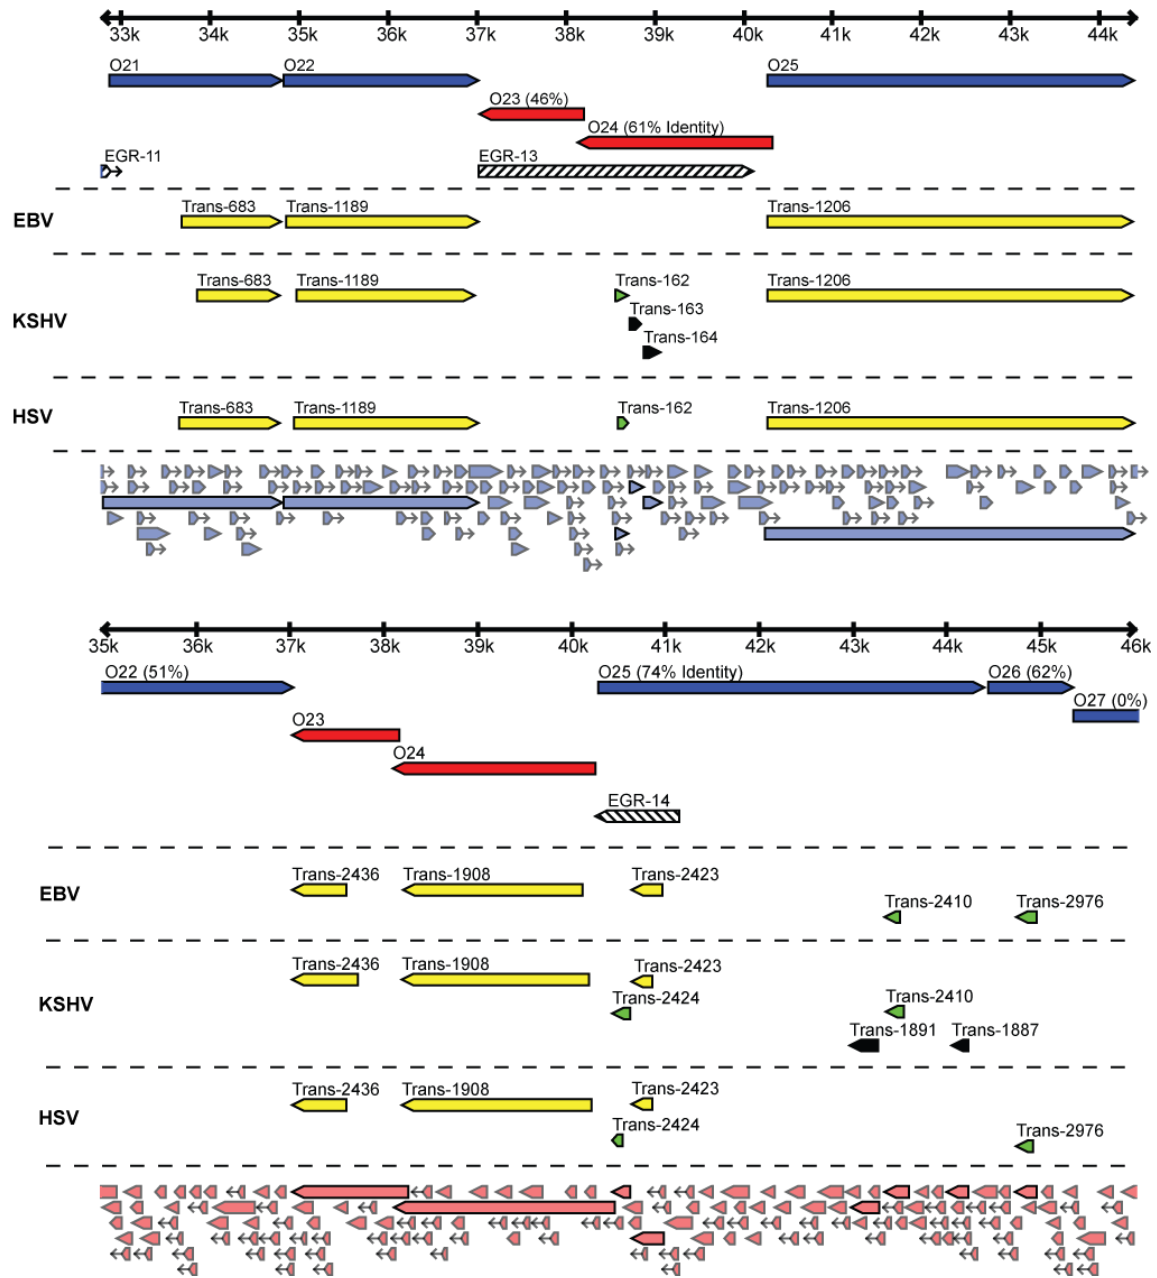 33k 34k 35k 36k 37k 38k 39k 40k 41k 42k 43k 44k
O21 O22 O25
O23 (46%)
O24 (61% Identity)
EGR-11 EGR-13
Trans-683 Trans-1189 Trans-1206
EBV
Trans-683 Trans-1189 Trans-162 Trans-1206
Trans-163
KSHV
Trans-164
Trans-683 Trans-1189 Trans-162 Trans-1206
HSV
35k 36k 37k 38k 39k 40k 41k 42k 43k 44k 45k 46k
O22 (51%) O25 (74% Identity) O26 (62%)
O27 (0%)
O23
O24
EGR-14
Trans-2436 Trans-1908 Trans-2423
EBV
Trans-2410 Trans-2976
Trans-2436 Trans-1908 Trans-2423
Trans-2424 Trans-2410
KSHV
Trans-1891 Trans-1887
Trans-2436 Trans-1908 Trans-2423
HSV
Trans-2424 Trans-2976